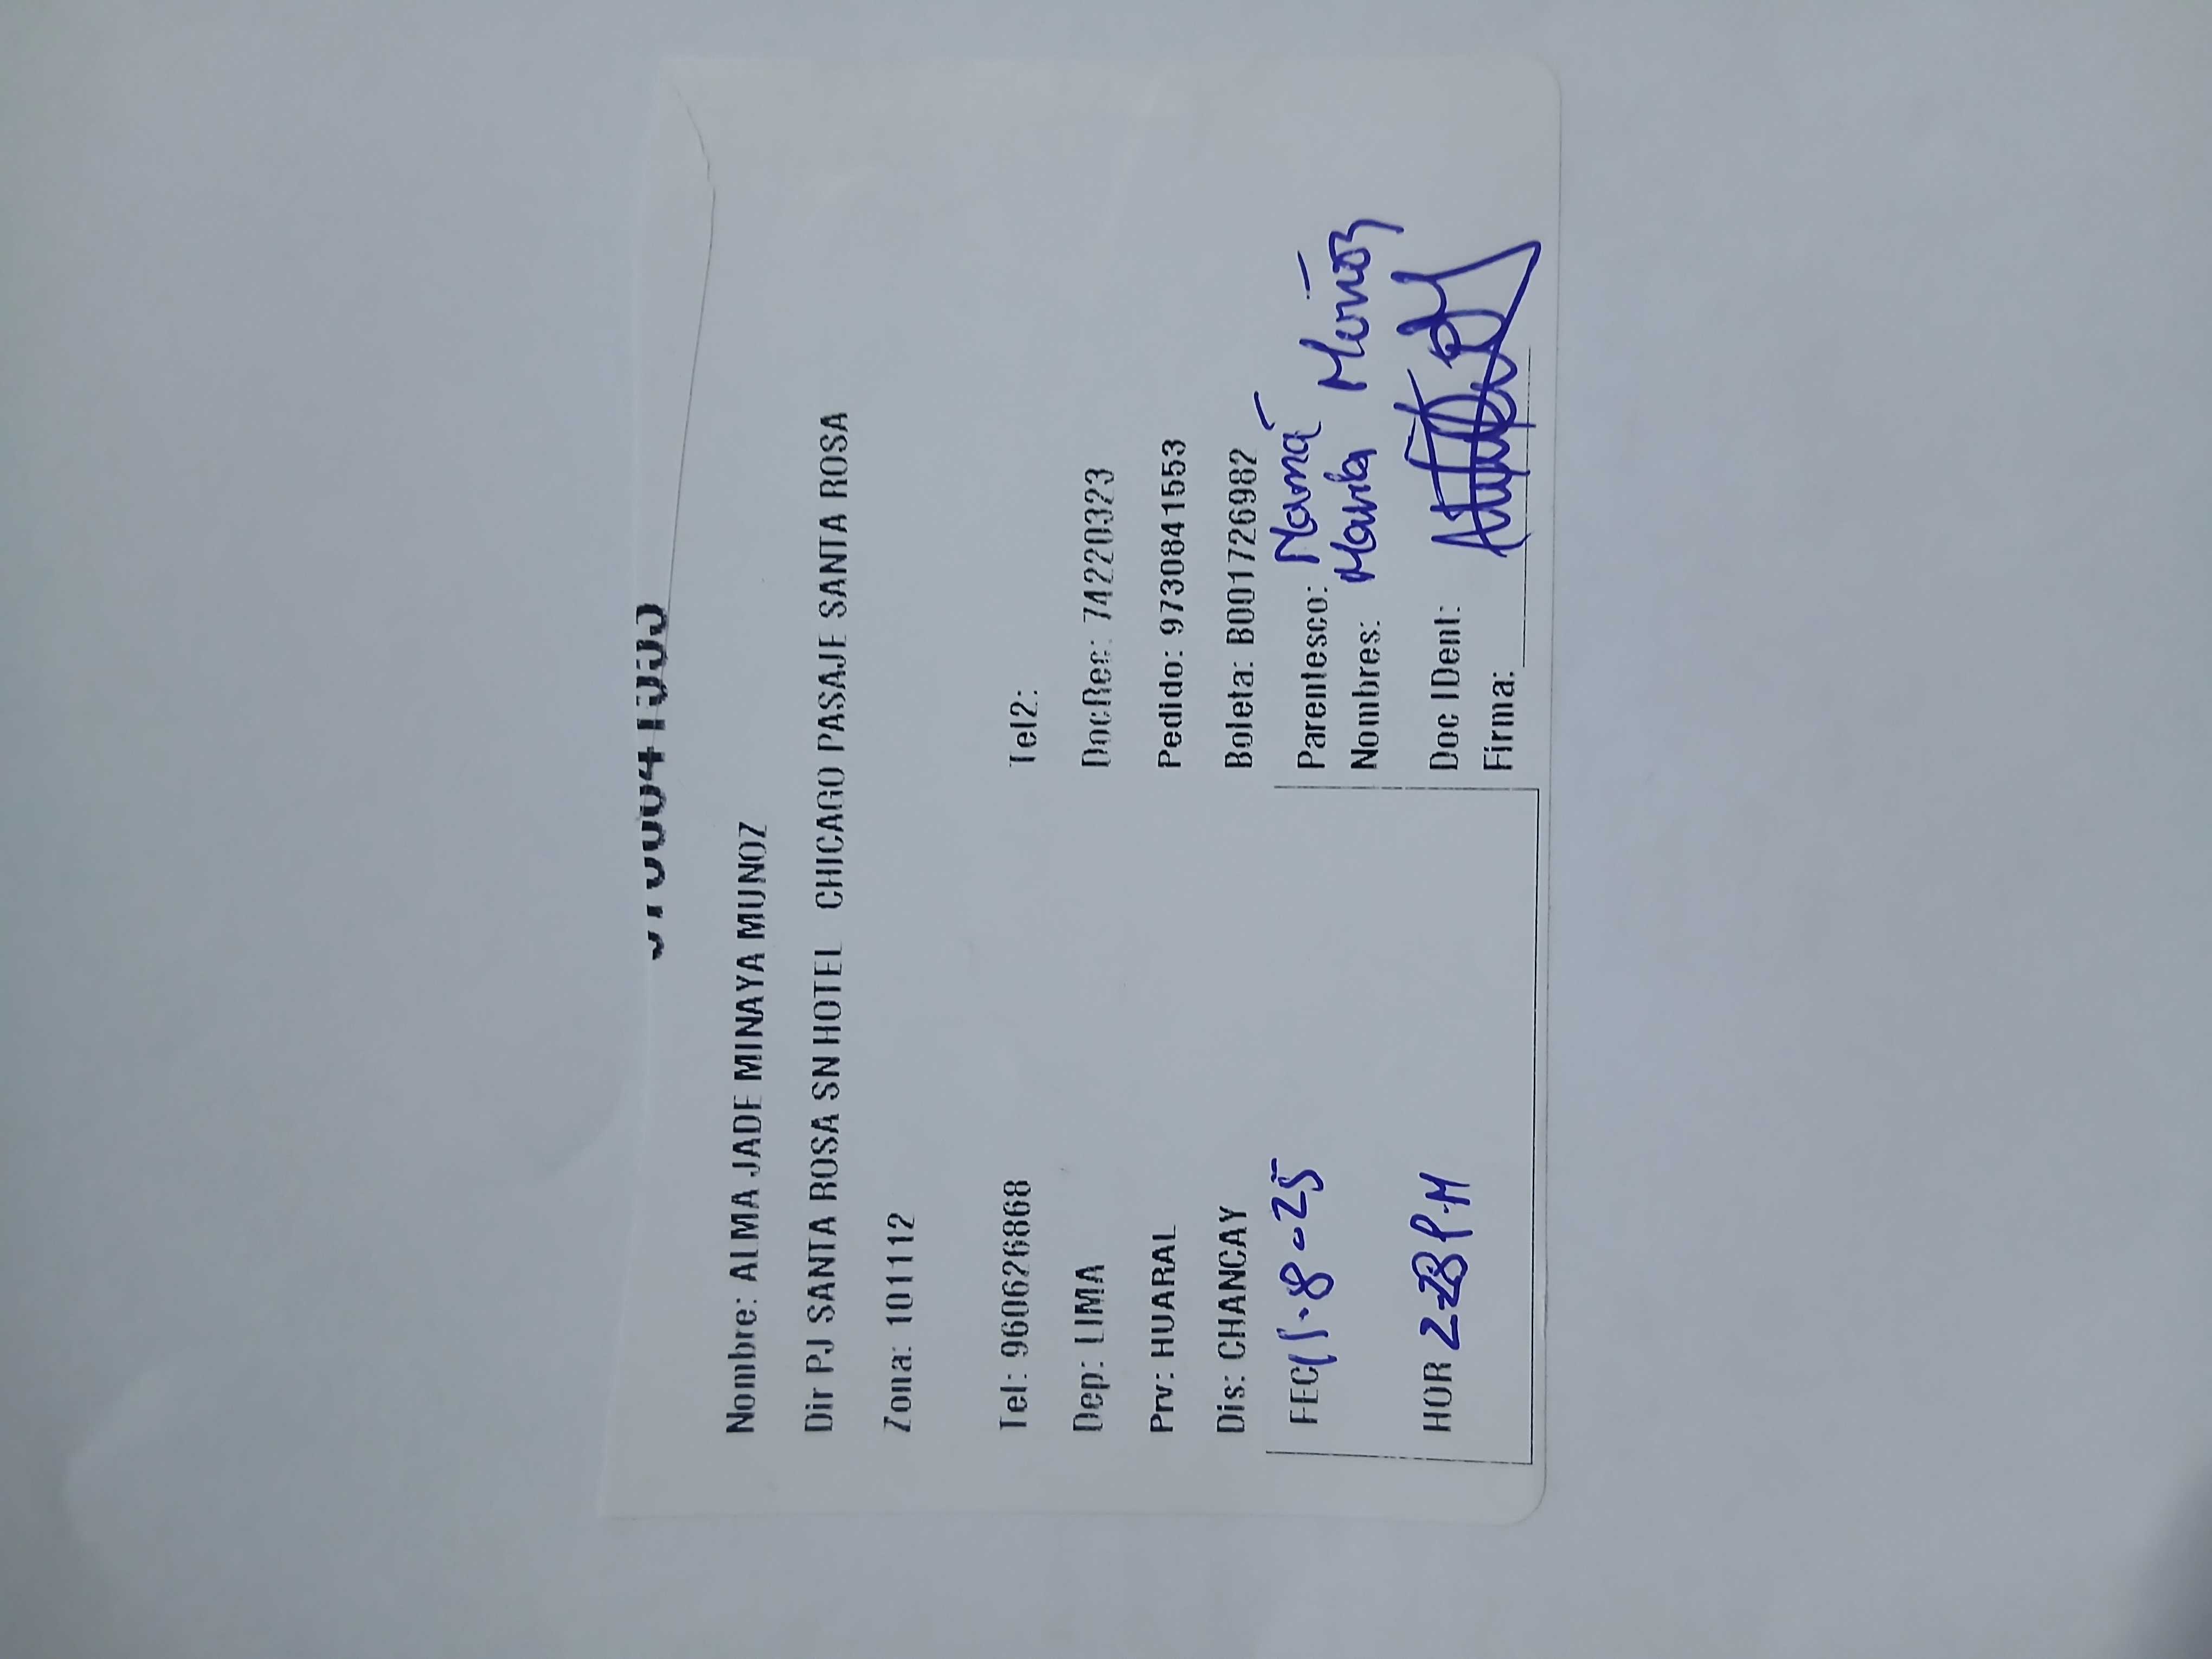 Nombre: ALMA JADE MINAYA MUNOZ
Dir PJ SANTA ROSA SN HOTEL CHICAGO PASAJE SANTA ROSA
Zona: 101112
Tel: 960626868 Tel2:
Dep: LIMA DocRec: 74220323
Prv: HUARAL Pedido: 9730841553
Dis: CHANCAY Boleta: B001726982
FEC 1.8-25 Parentesco: Mamá
Nombres: María Muñoz
HOR 2:28 P.M Doc IDent:
Firma: